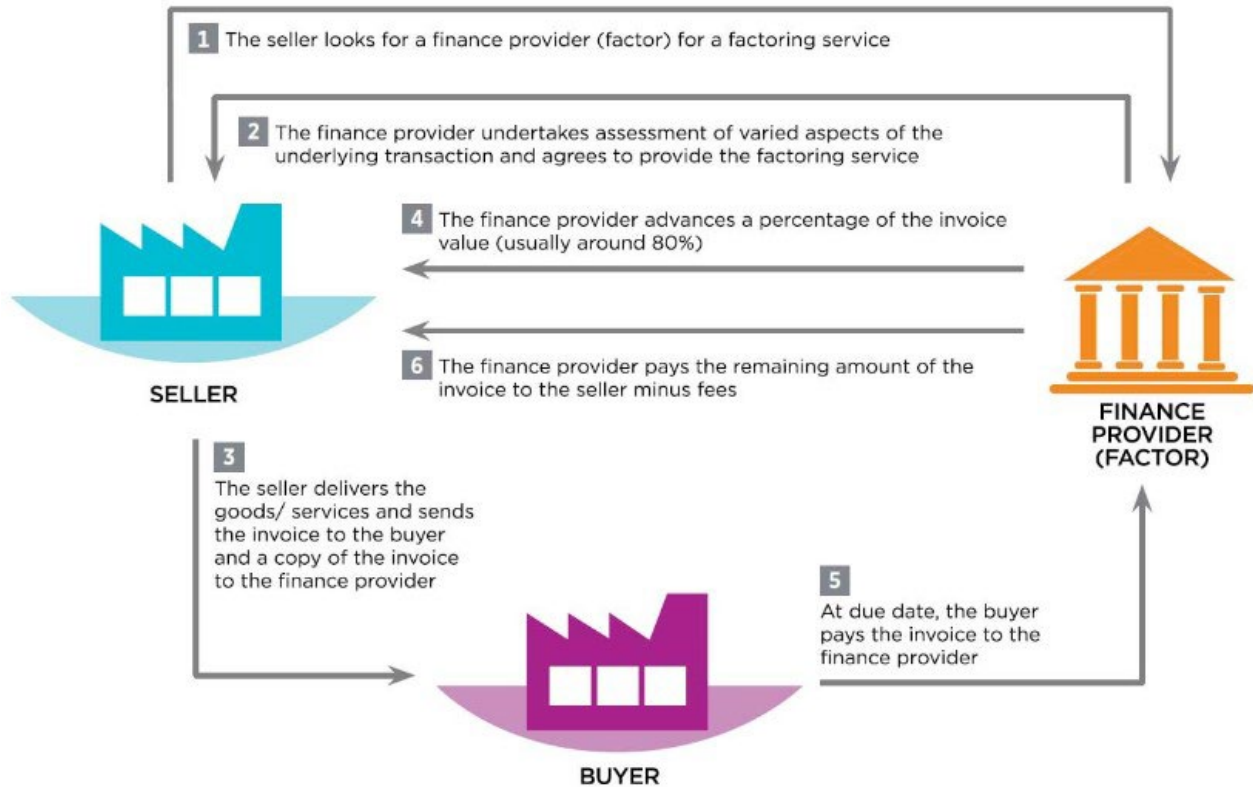 1 The seller looks for a finance provider (factor) for a factoring service
2 The finance provider undertakes assessment of varied aspects of the
underlying transaction and agrees to provide the factoring service
4 The finance provider advances a percentage of the invoice
value (usually around 80%)
6 The finance provider pays the remaining amount of the
invoice to the seller minus fees
SELLER
FINANCE
PROVIDER
(FACTOR)
3
The seller delivers the
goods/ services and sends
the invoice to the buyer
and a copy of the invoice
to the finance provider
5
At due date, the buyer
pays the invoice to the
finance provider
BUYER